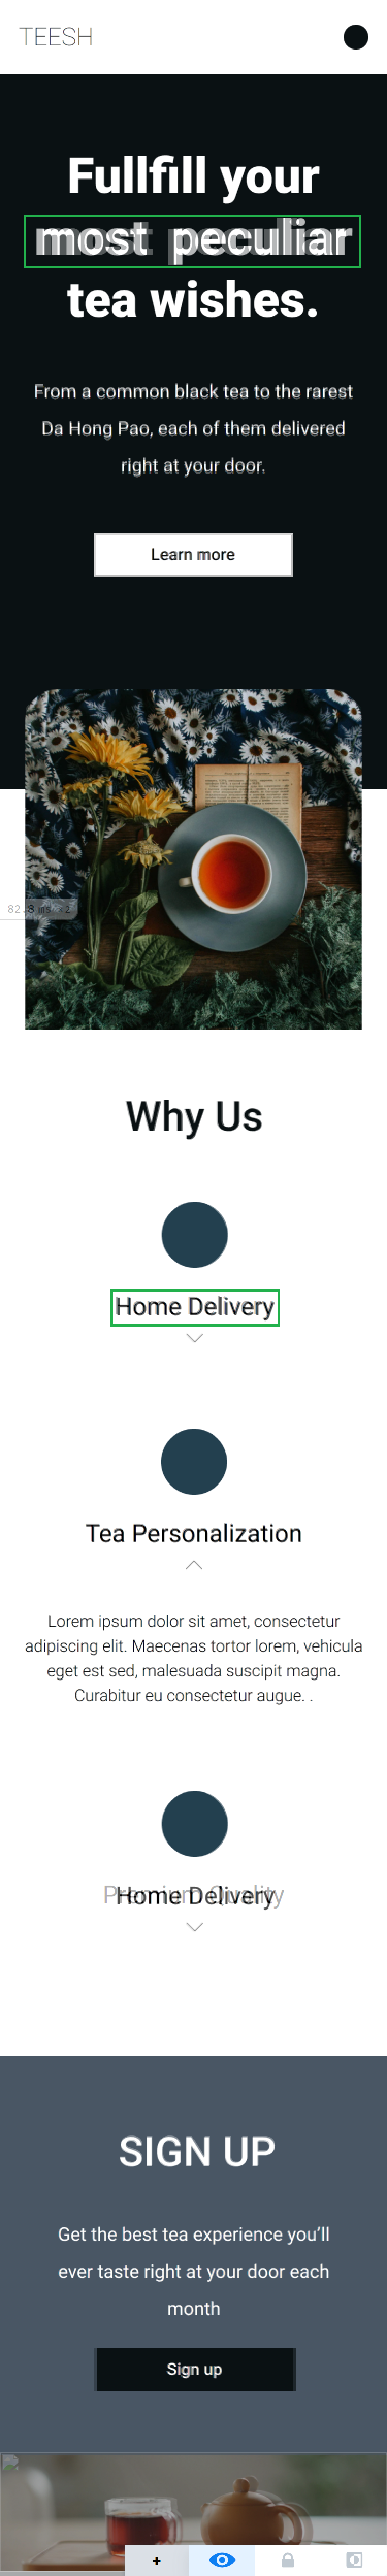 TEESH
Fullfill your
most peculiar
tea wishes.
From a common black tea to the rarest
Da Hong Pao, each of them delivered
right at your door.
Learn more
Why Us
Home Delivery
Tea Personalization
Lorem ipsum dolor sit amet, consectetur
adipiscing elit. Maecenas tortor lorem, vehicula
eget est sed, malesuada suscipit magna.
Curabitur eu consectetur augue. .
Premium Quality
Home Delivery
SIGN UP
Get the best tea experience you’ll
ever taste right at your door each
month
Sign up
+